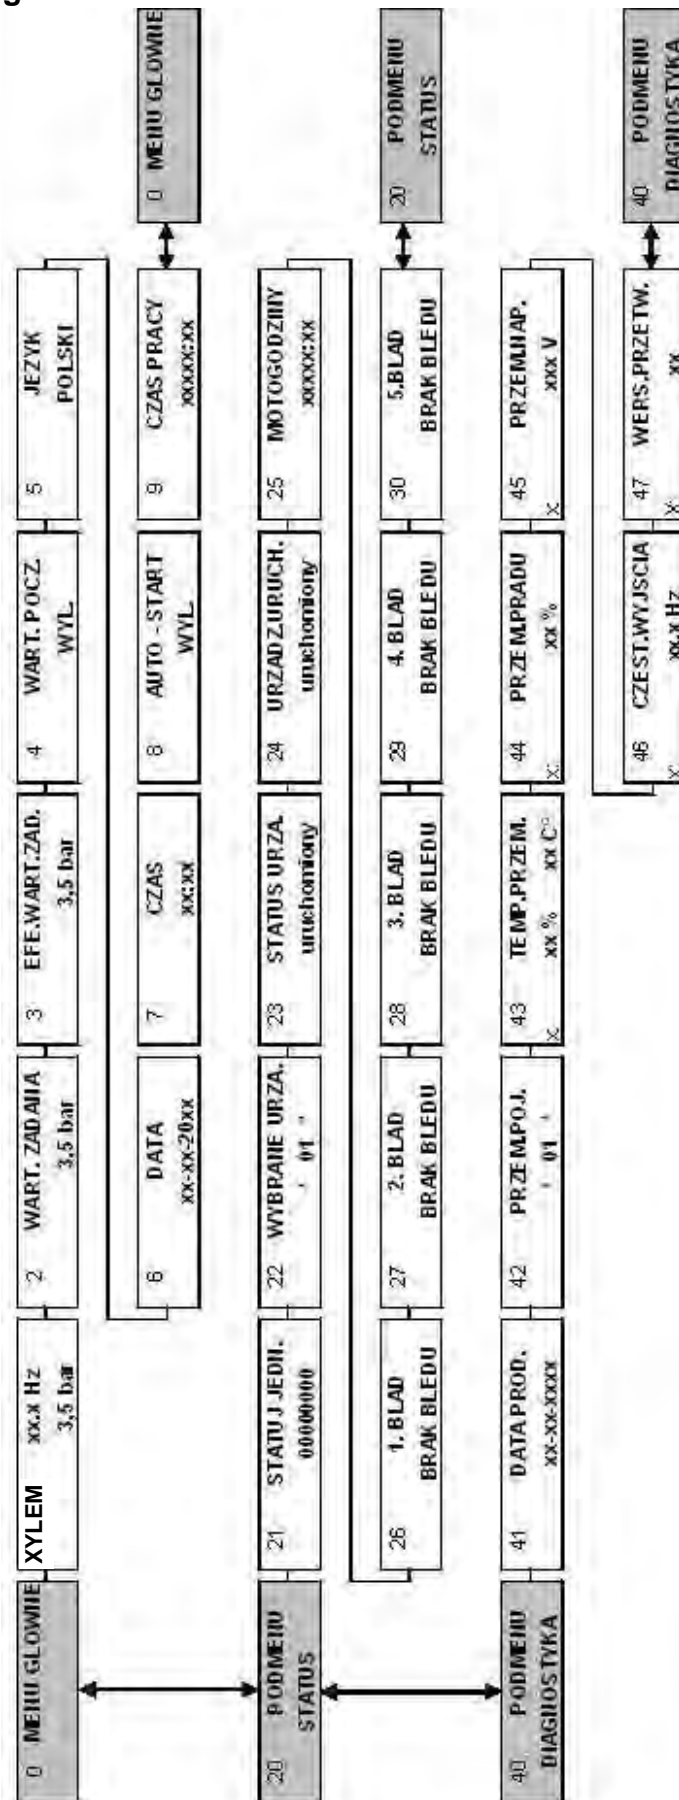 g
0 MENU GLOWNE
XYLEM xx.x Hz
3,5 bar
2 WART. ZADANA
3,5 bar
3 EFE.WART.ZAD.
3,5 bar
4 WART. POCZ.
WYL.
5 JEZYK
POLSKI
6 DATA
xx-xx-20xx
7 CZAS
xx:xx
8 AUTO - START
WYL.
9 CZAS PRACY
xxxxx:xx
0 MENU GLOWNE
20 PODMENU
STATUS
21 STATUJ JEDN.
00000000
22 WYBRANE URZA.
' 01 '
23 STATUS URZA.
uruchomiony
24 URZADZ.URUCH.
uruchomiony
25 MOTOGODZINY
xxxxx:xx
26 1. BLAD
BRAK BLEDU
27 2. BLAD
BRAK BLEDU
28 3. BLAD
BRAK BLEDU
29 4. BLAD
BRAK BLEDU
30 5.BLAD
BRAK BLEDU
20 PODMENU
STATUS
40 PODMENU
DIAGNOSTYKA
41 DATA PROD.
xx-xx-xxxx
42 PRZEM.POJ.
' 01 '
43 TEMP.PRZEM.
X xx % xx C°
44 PRZEM.PRADU
X: xx %
45 PRZEM.NAP.
X: xxx V
46 CZEST.WYJSCIA
X: xx.x Hz
47 WERS.PRZETW.
X: xx
40 PODMENU
DIAGNOSTYKA